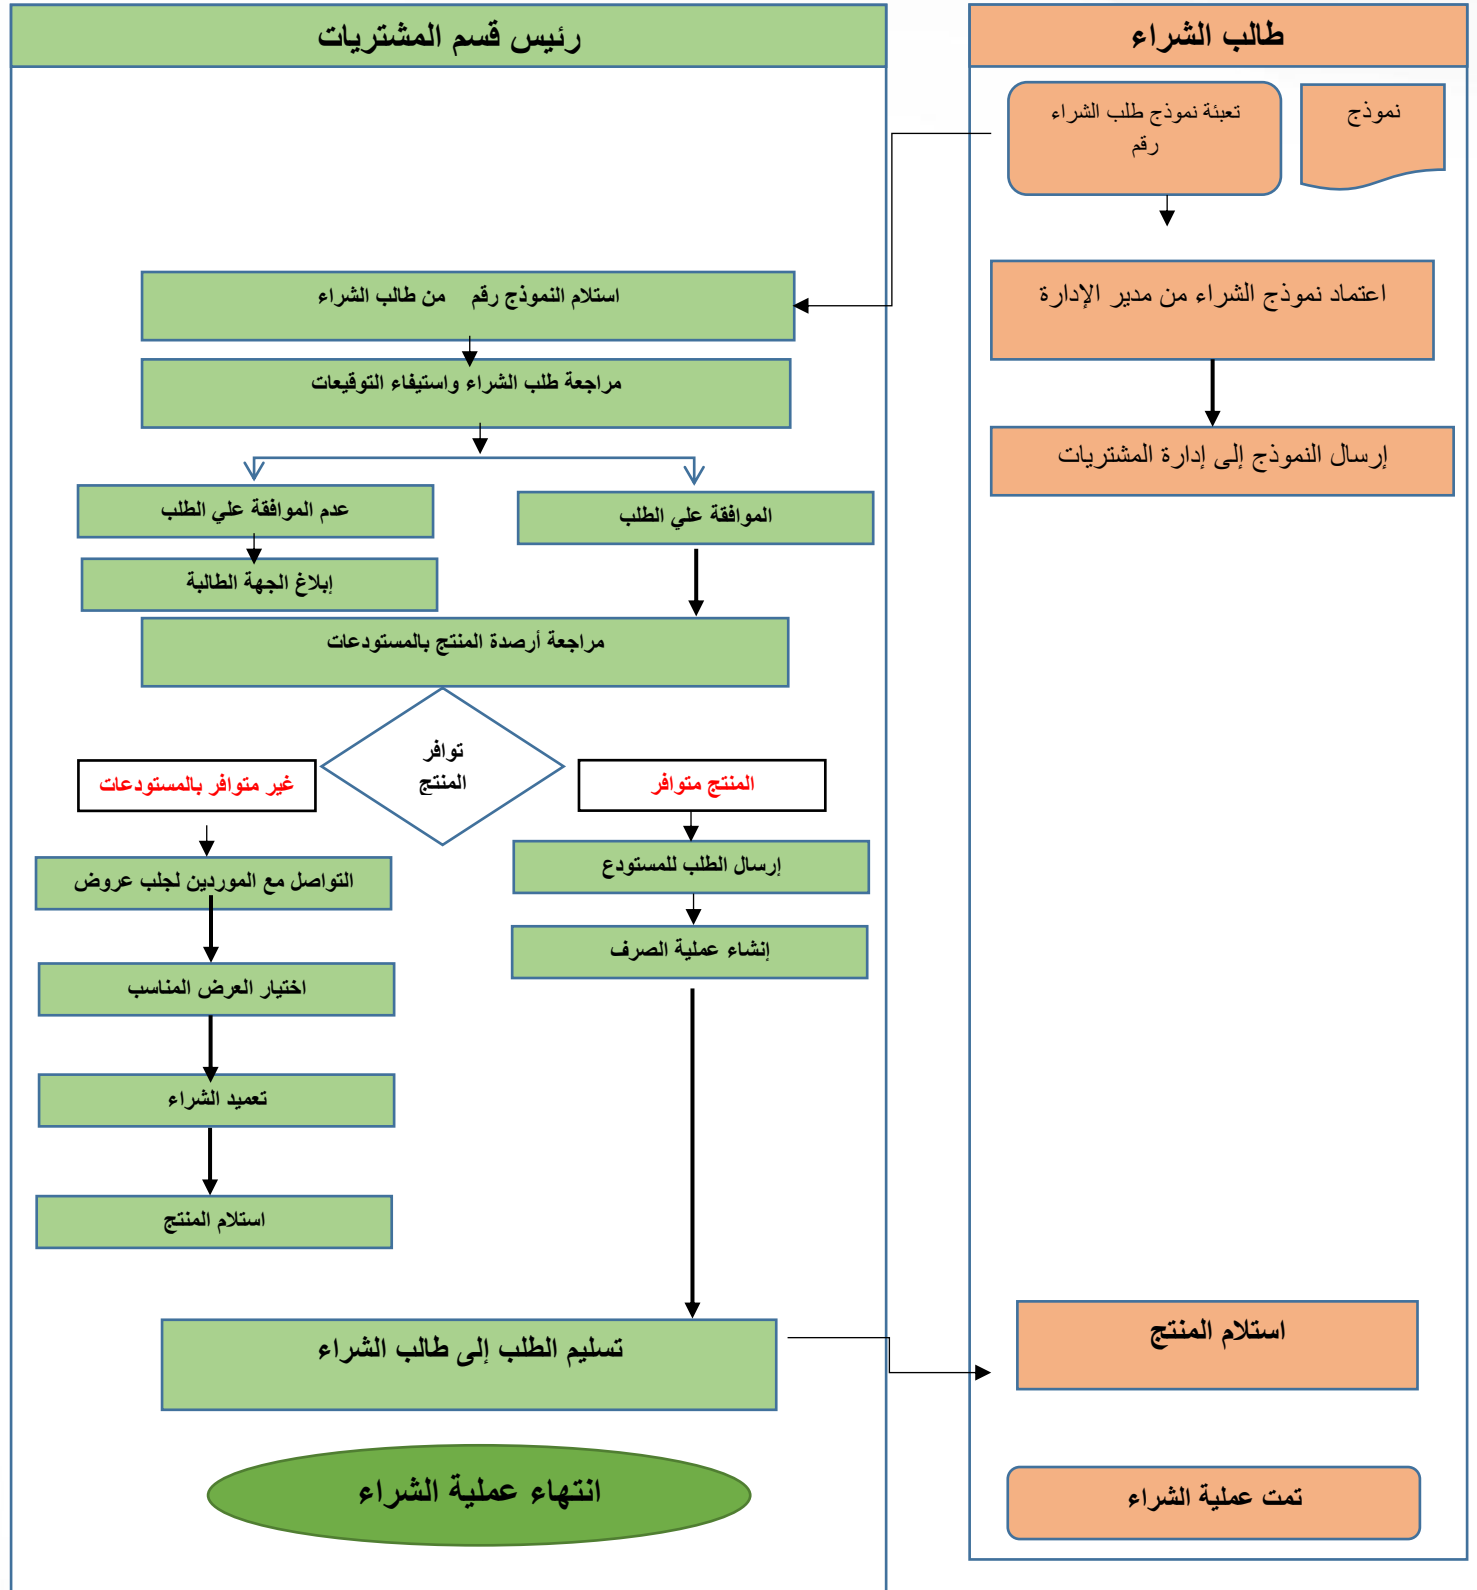 طالب الشراء
نموذج
تعبئة نموذج طلب الشراء
رقم
اعتماد نموذج الشراء من مدير الإدارة
إرسال النموذج إلى إدارة المشتريات
استلام المنتج
تمت عملية الشراء
رئيس قسم المشتريات
استلام النموذج رقم من طالب الشراء
مراجعة طلب الشراء واستيفاء التوقيعات
الموافقة علي الطلب
عدم الموافقة علي الطلب
إبلاغ الجهة الطالبة
مراجعة أرصدة المنتج بالمستودعات
توافر
المنتج
المنتج متوافر
غير متوافر بالمستودعات
إرسال الطلب للمستودع
إنشاء عملية الصرف
التواصل مع الموردين لجلب عروض
اختيار العرض المناسب
تعميد الشراء
استلام المنتج
تسليم الطلب إلى طالب الشراء
انتهاء عملية الشراء